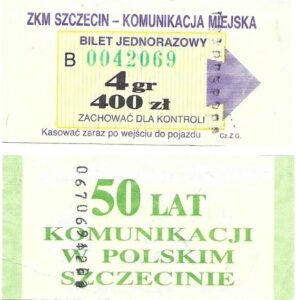 ZKM SZCZECIN – KOMUNIKACJA MIEJSKA
BILET JEDNORAZOWY
B 0042069
4 gr
400 zł
ZACHOWAĆ DLA KONTROLI
Kasować zaraz po wejściu do pojazdu
Cz.Z.G.
50 LAT
KOMUNIKACJI
W POLSKIM
SZCZECINIE